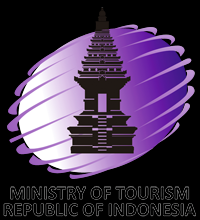 MINISTRY OF TOURISM
REPUBLIC OF INDONESIA